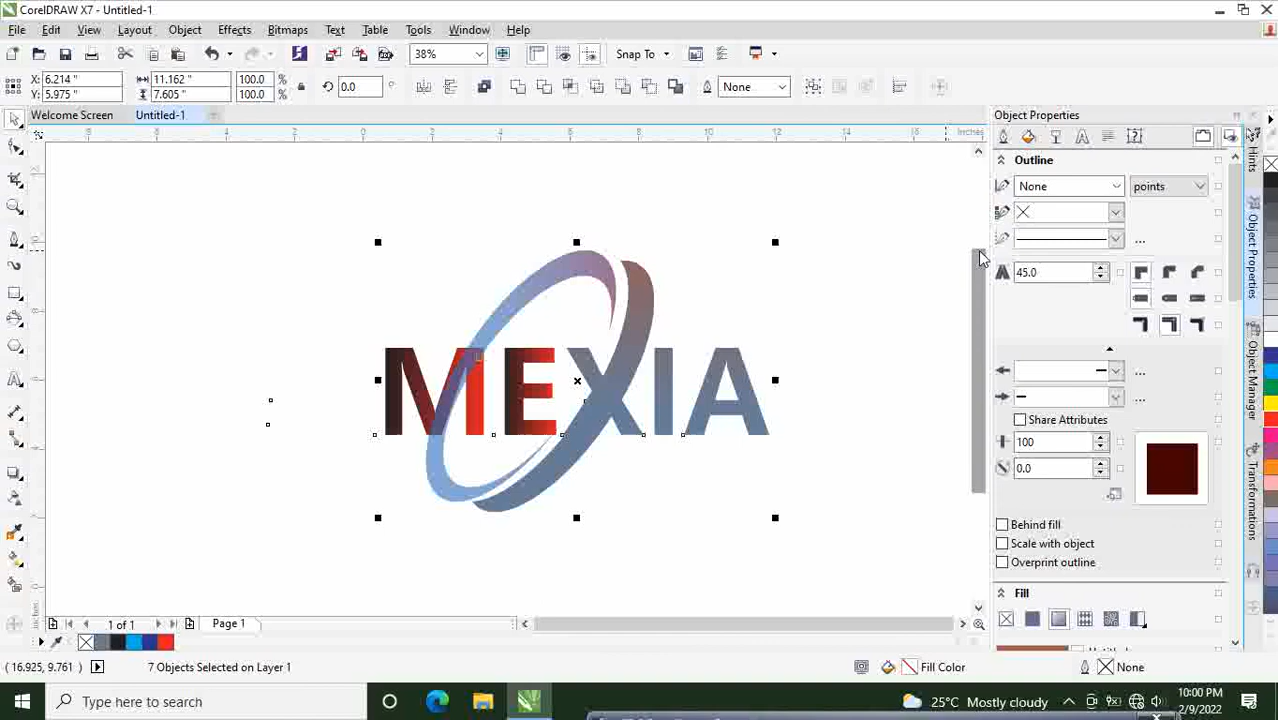 CorelDRAW X7 - Untitled-1
File Edit View Layout Object Effects Bitmaps Text Table Tools Window Help
38% Snap To
X: 6.214 " 11.162 " 100.0 % 0.0 ° None
Y: 5.975 " 7.605 " 100.0 %
Welcome Screen Untitled-1
Object Properties
Hints
Object Properties
Object Manager
Transformations
inches
Outline
None points
45.0
Share Attributes
100
0.0
Behind fill
Scale with object
Overprint outline
Fill
MEXIA
1 of 1 Page 1
( 16.925, 9.761 ) 7 Objects Selected on Layer 1 Fill Color None
Type here to search 25°C Mostly cloudy 10:00 PM
2/9/2022